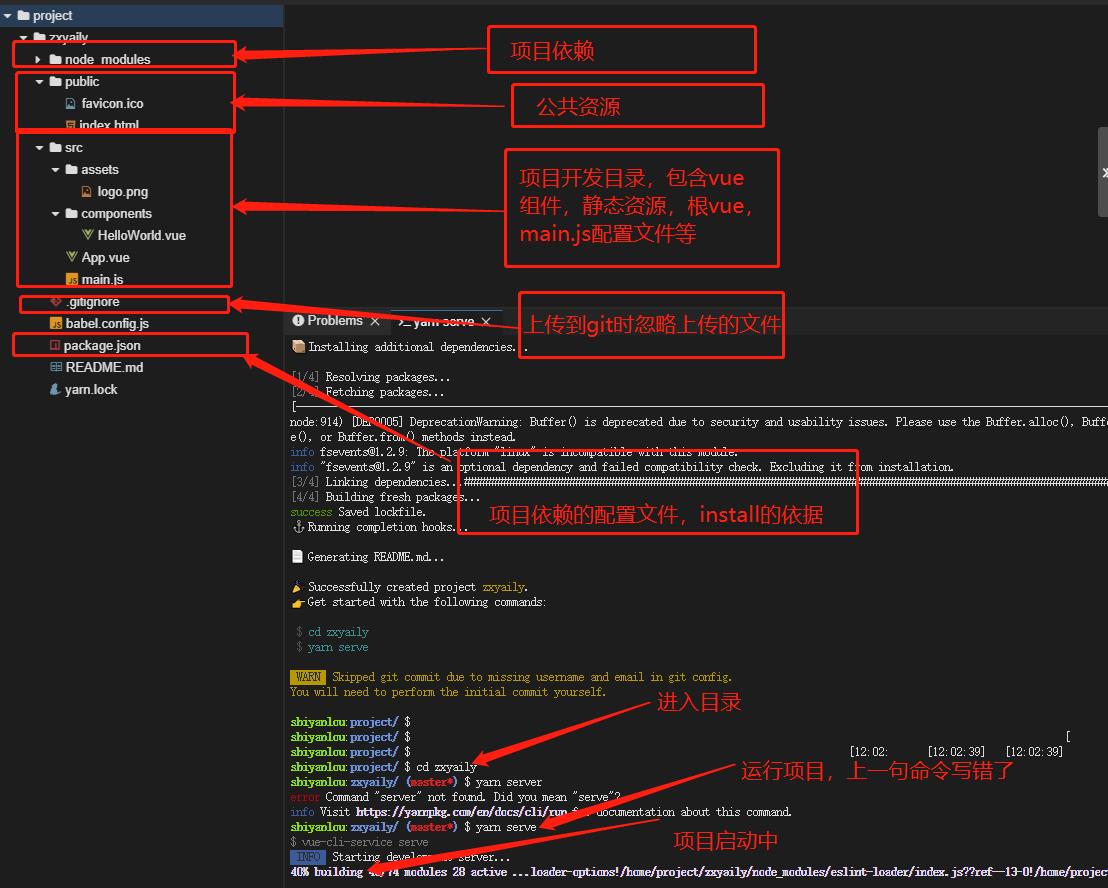 project
zxyaily
node_modules
项目依赖
public
favicon.ico
公共资源
index.html
src
assets
logo.png
components
HelloWorld.vue
App.vue
main.js
项目开发目录，包含vue
组件，静态资源，根vue，
main.js配置文件等
.gitignore
上传到git时忽略上传的文件
babel.config.js
package.json
README.md
yarn.lock
Problems
>_yarn serve
Installing additional dependencies...
[1/4] Resolving packages...
[2/4] Fetching packages...
[
node:914) [DEP0005] DeprecationWarning: Buffer() is deprecated due to security and usability issues. Please use the Buffer.alloc(), Buff
e(), or Buffer.from() methods instead.
info fsevents@1.2.9: The platform "linux" is incompatible with this module.
info "fsevents@1.2.9" is an optional dependency and failed compatibility check. Excluding it from installation.
[3/4] Linking dependencies...
[4/4] Building fresh packages...
success Saved lockfile.
项目依赖的配置文件，install的依据
Running completion hooks...
Generating README.md...
Successfully created project zxyaily.
Get started with the following commands:
$ cd zxyaily
$ yarn serve
WARN Skipped git commit due to missing username and email in git config.
You will need to perform the initial commit yourself.
进入目录
shiyanlou:project/ $
shiyanlou:project/ $ [
shiyanlou:project/ $ [12:02: [12:02:39] [12:02:39]
shiyanlou:project/ $ cd zxyaily
运行项目，上一句命令写错了
shiyanlou:zxyaily/ (master*) $ yarn server
error Command "server" not found. Did you mean "serve"?
info Visit https://yarnpkg.com/en/docs/cli/run for documentation about this command.
shiyanlou:zxyaily/ (master*) $ yarn serve
项目启动中
$ vue-cli-service serve
INFO Starting development server...
40% building 74 modules 28 active ...loader-options!/home/project/zxyaily/node_modules/eslint-loader/index.js??ref--13-0!/home/projec